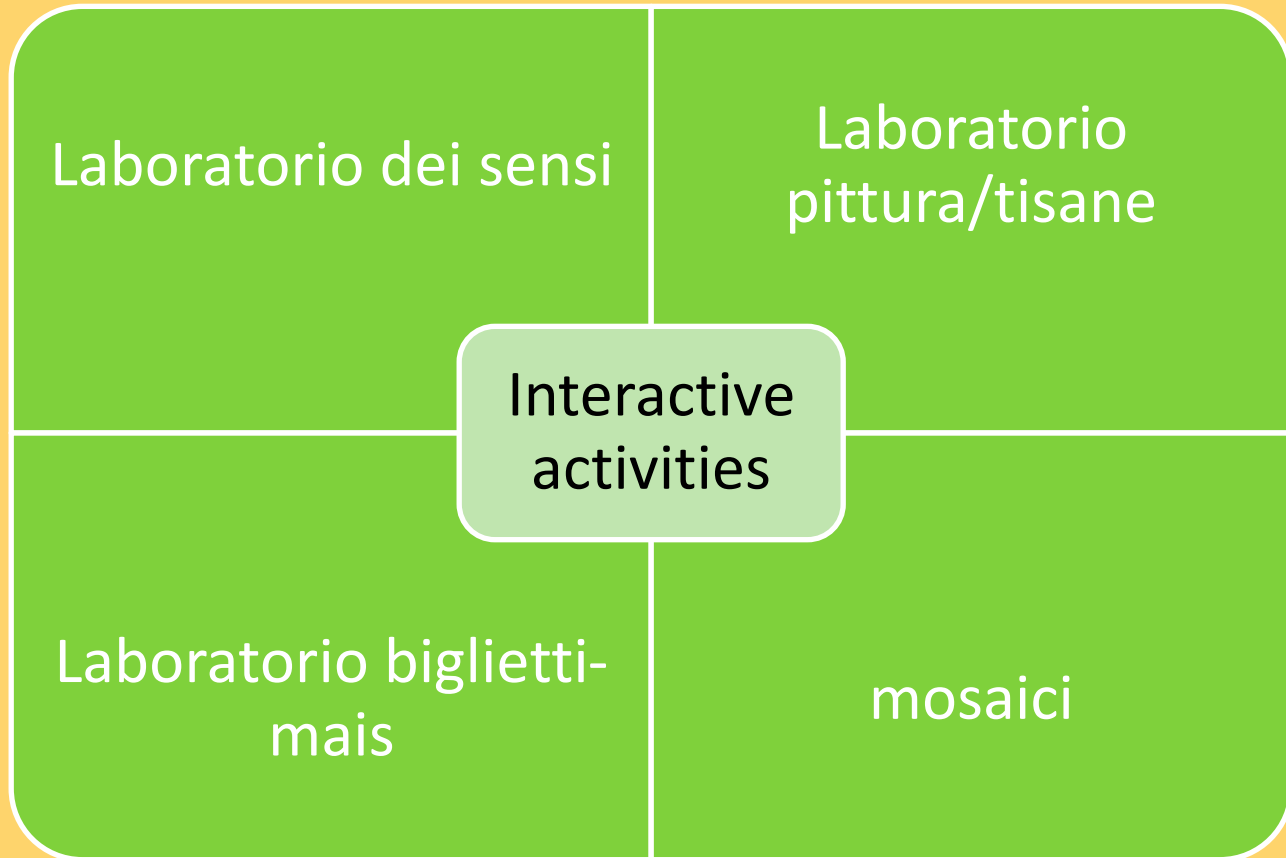 Laboratorio dei sensi
Laboratorio
pittura/tisane
Interactive
activities
Laboratorio biglietti-
mais
mosaici